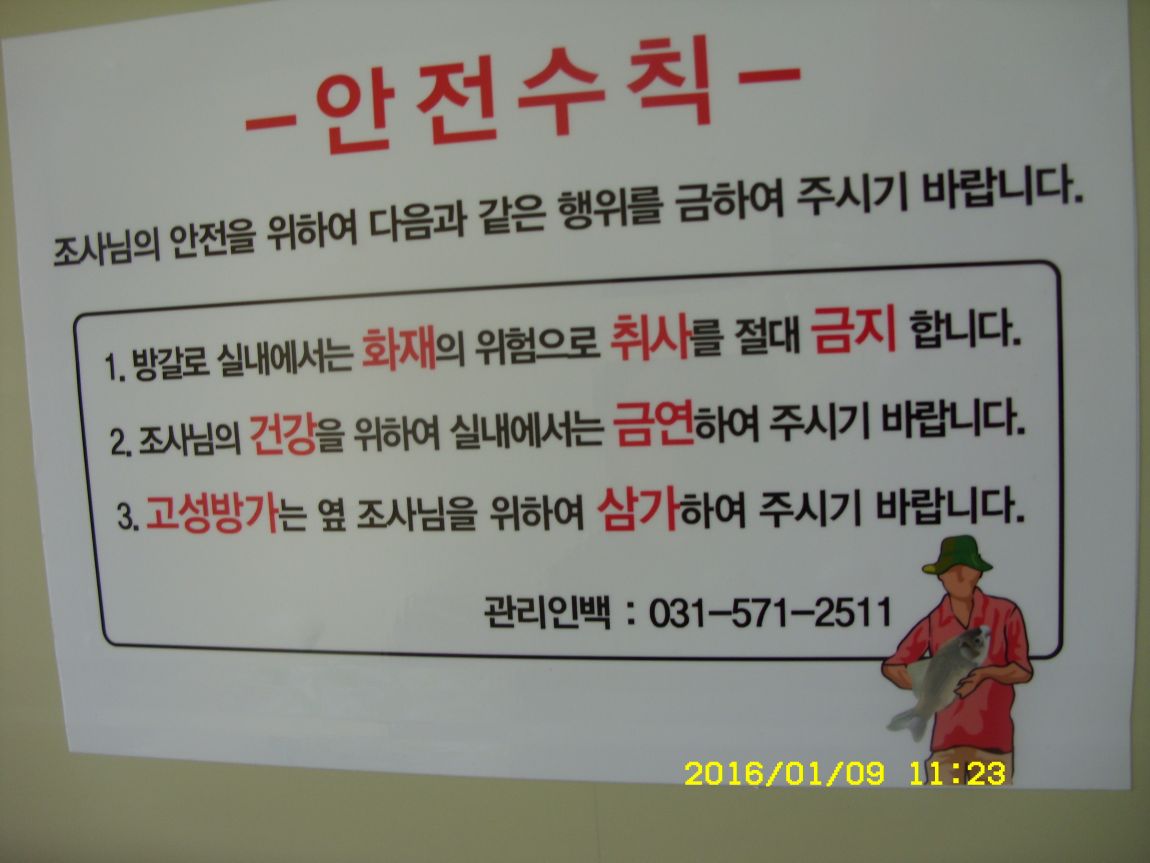 -안전수칙-
조사님의 안전을 위하여 다음과 같은 행위를 금하여 주시기 바랍니다.
1. 방갈로 실내에서는 화재의 위험으로 취사를 절대 금지 합니다.
2. 조사님의 건강을 위하여 실내에서는 금연하여 주시기 바랍니다.
3. 고성방가는 옆 조사님을 위하여 삼가하여 주시기 바랍니다.
관리인백 : 031-571-2511
2016/01/09 11:23